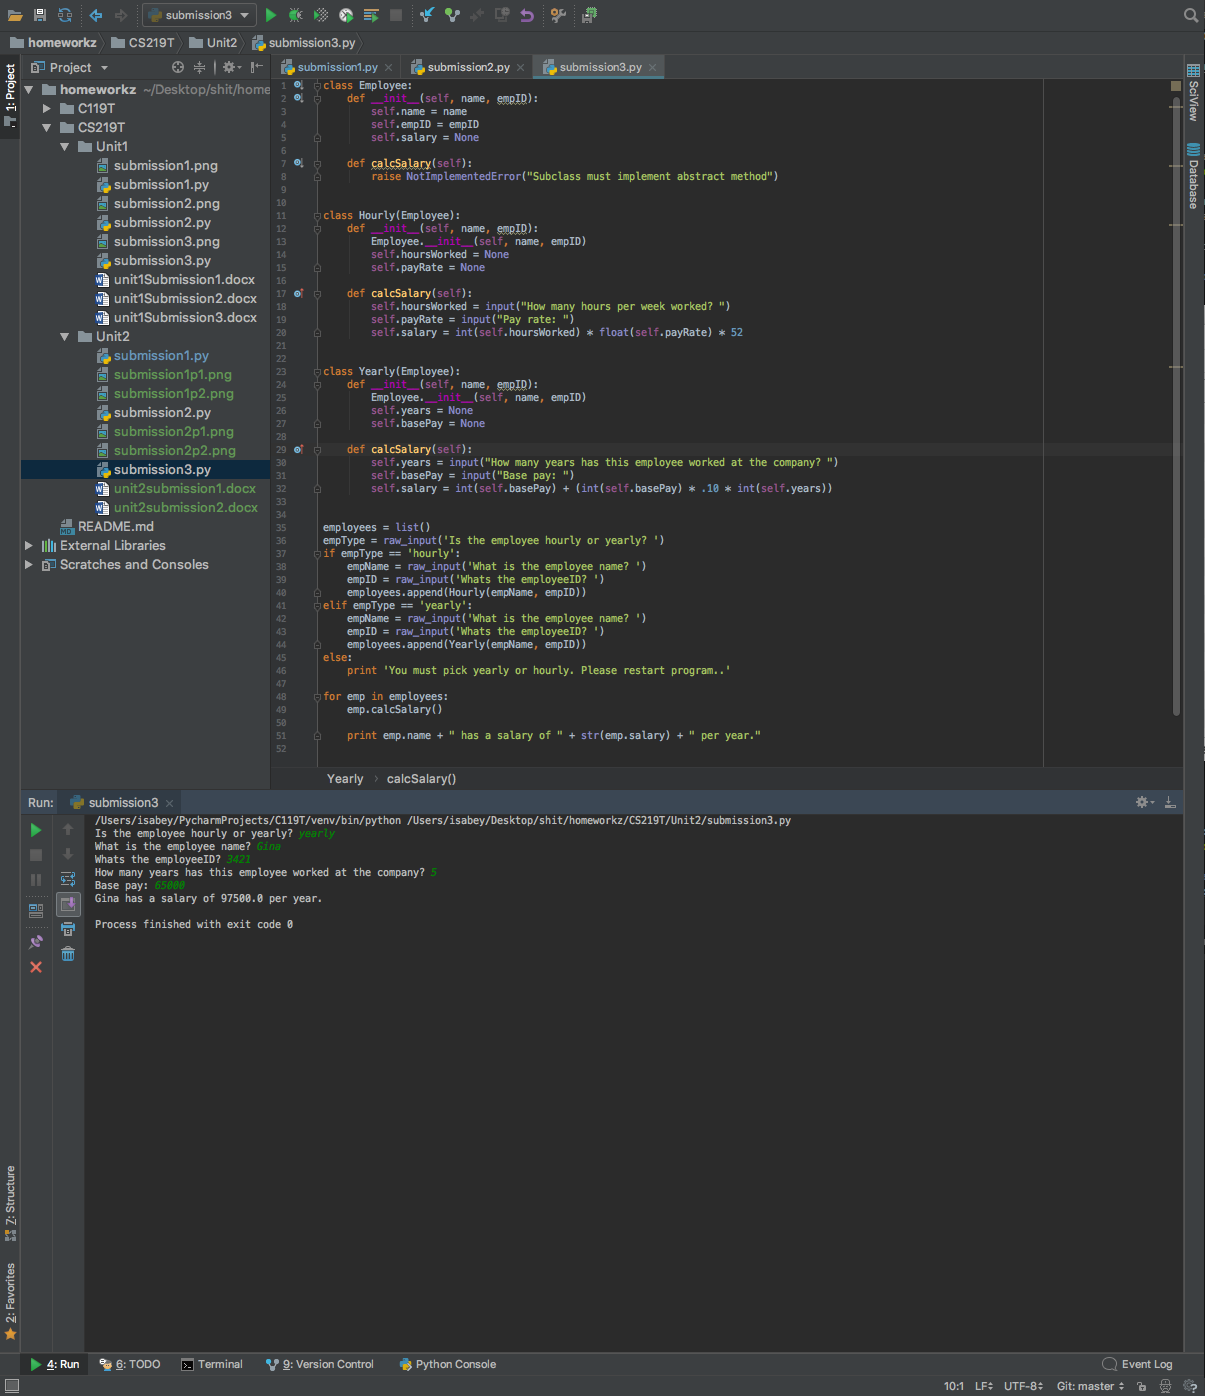 submission3
homeworkz
CS219T
Unit2
submission3.py
1: Project
Project
submission1.py
submission2.py
submission3.py
homeworkz ~/Desktop/shit/home
C119T
CS219T
Unit1
submission1.png
submission1.py
submission2.png
submission2.py
submission3.png
submission3.py
unit1Submission1.docx
unit1Submission2.docx
unit1Submission3.docx
Unit2
submission1.py
submission1p1.png
submission1p2.png
submission2.py
submission2p1.png
submission2p2.png
submission3.py
unit2submission1.docx
unit2submission2.docx
README.md
External Libraries
Scratches and Consoles
1 class Employee:
2 def __init__(self, name, empID):
3 self.name = name
4 self.empID = empID
5 self.salary = None
6
7 def calcSalary(self):
8 raise NotImplementedError("Subclass must implement abstract method")
9
10
11 class Hourly(Employee):
12 def __init__(self, name, empID):
13 Employee.__init__(self, name, empID)
14 self.hoursWorked = None
15 self.payRate = None
16
17 def calcSalary(self):
18 self.hoursWorked = input("How many hours per week worked? ")
19 self.payRate = input("Pay rate: ")
20 self.salary = int(self.hoursWorked) * float(self.payRate) * 52
21
22
23 class Yearly(Employee):
24 def __init__(self, name, empID):
25 Employee.__init__(self, name, empID)
26 self.years = None
27 self.basePay = None
28
29 def calcSalary(self):
30 self.years = input("How many years has this employee worked at the company? ")
31 self.basePay = input("Base pay: ")
32 self.salary = int(self.basePay) + (int(self.basePay) * .10 * int(self.years))
33
34
35 employees = list()
36 empType = raw_input('Is the employee hourly or yearly? ')
37 if empType == 'hourly':
38 empName = raw_input('What is the employee name? ')
39 empID = raw_input('Whats the employeeID? ')
40 employees.append(Hourly(empName, empID))
41 elif empType == 'yearly':
42 empName = raw_input('What is the employee name? ')
43 empID = raw_input('Whats the employeeID? ')
44 employees.append(Yearly(empName, empID))
45 else:
46 print 'You must pick yearly or hourly. Please restart program..'
47
48 for emp in employees:
49 emp.calcSalary()
50
51 print emp.name + " has a salary of " + str(emp.salary) + " per year."
52
Yearly > calcSalary()
SciView
Database
Run: submission3
/Users/isabey/PycharmProjects/C119T/venv/bin/python /Users/isabey/Desktop/shit/homeworkz/CS219T/Unit2/submission3.py
Is the employee hourly or yearly? yearly
What is the employee name? Gina
Whats the employeeID? 3421
How many years has this employee worked at the company? 5
Base pay: 65000
Gina has a salary of 97500.0 per year.
Process finished with exit code 0
7: Structure
2: Favorites
4: Run
6: TODO
Terminal
9: Version Control
Python Console
Event Log
10:1 LF UTF-8 Git: master